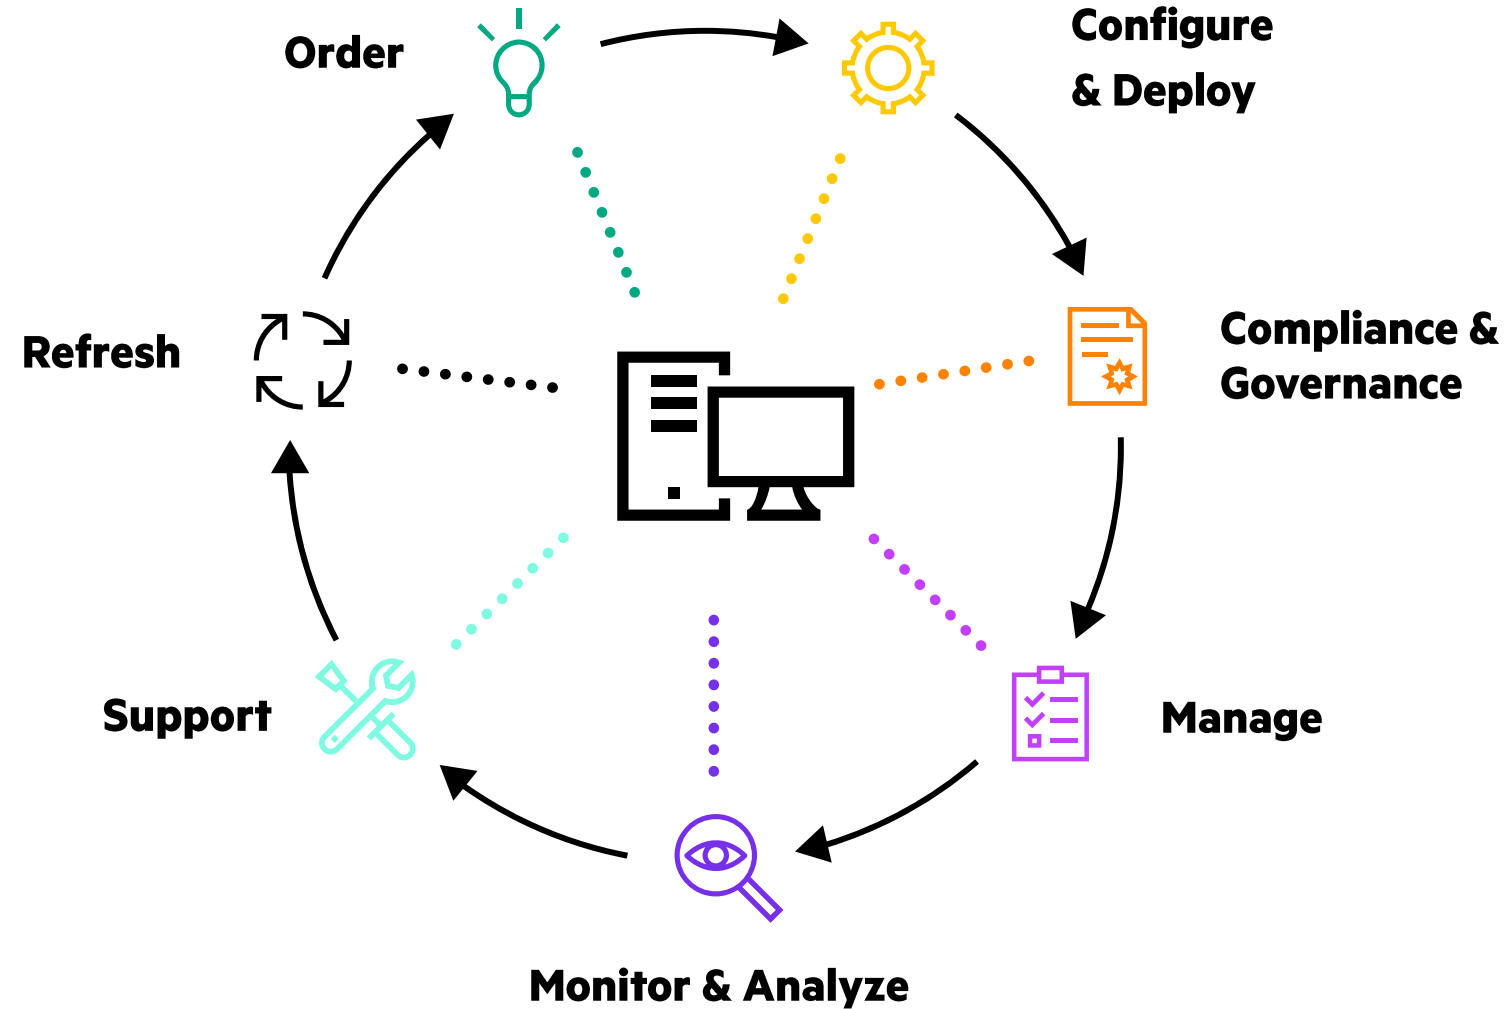 Order
Configure
& Deploy
Compliance &
Governance
Manage
Monitor & Analyze
Support
Refresh